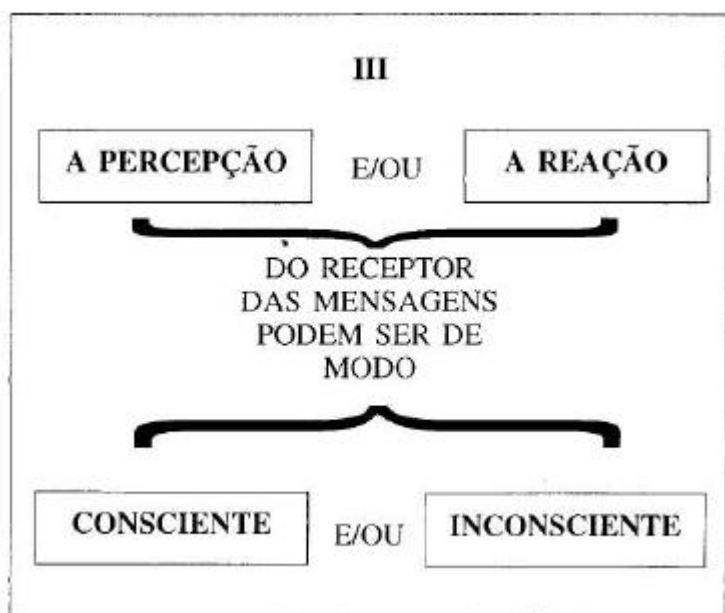 III
A PERCEPÇÃO E/OU A REAÇÃO
DO RECEPTOR
DAS MENSAGENS
PODEM SER DE
MODO
CONSCIENTE E/OU INCONSCIENTE